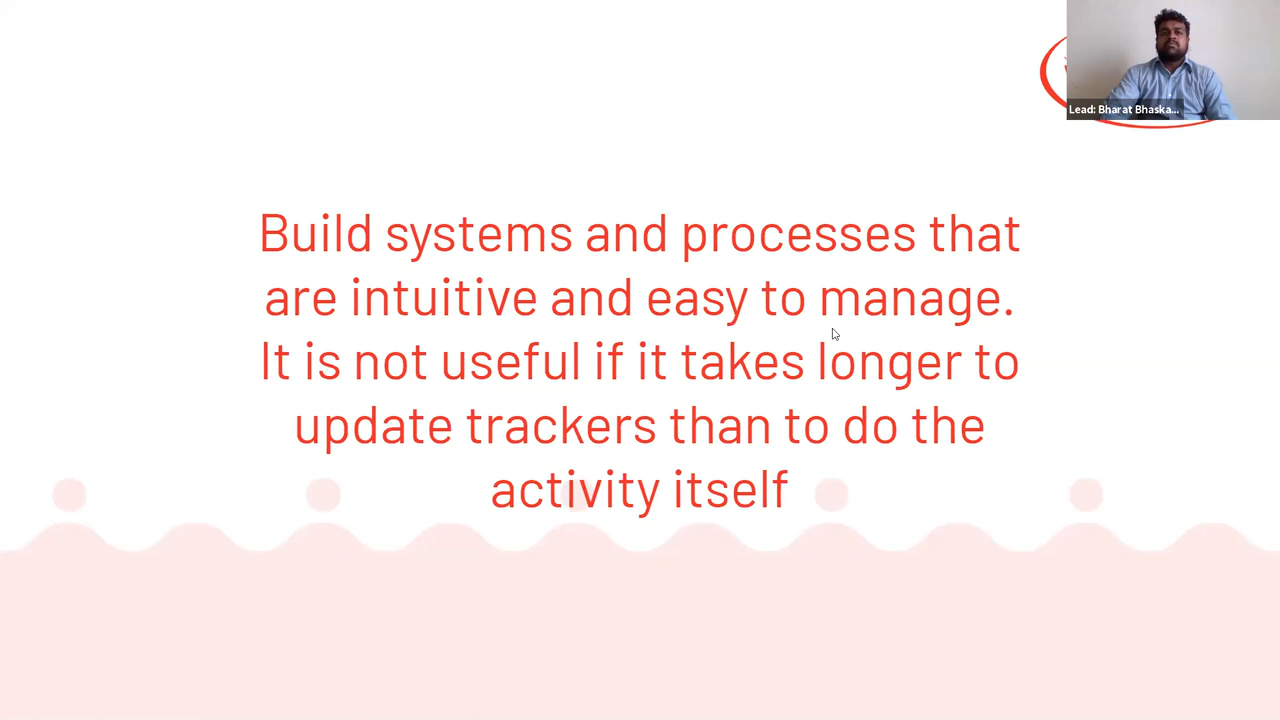 Lead: Bharat Bhaska...
Build systems and processes that
are intuitive and easy to manage.
It is not useful if it takes longer to
update trackers than to do the
activity itself